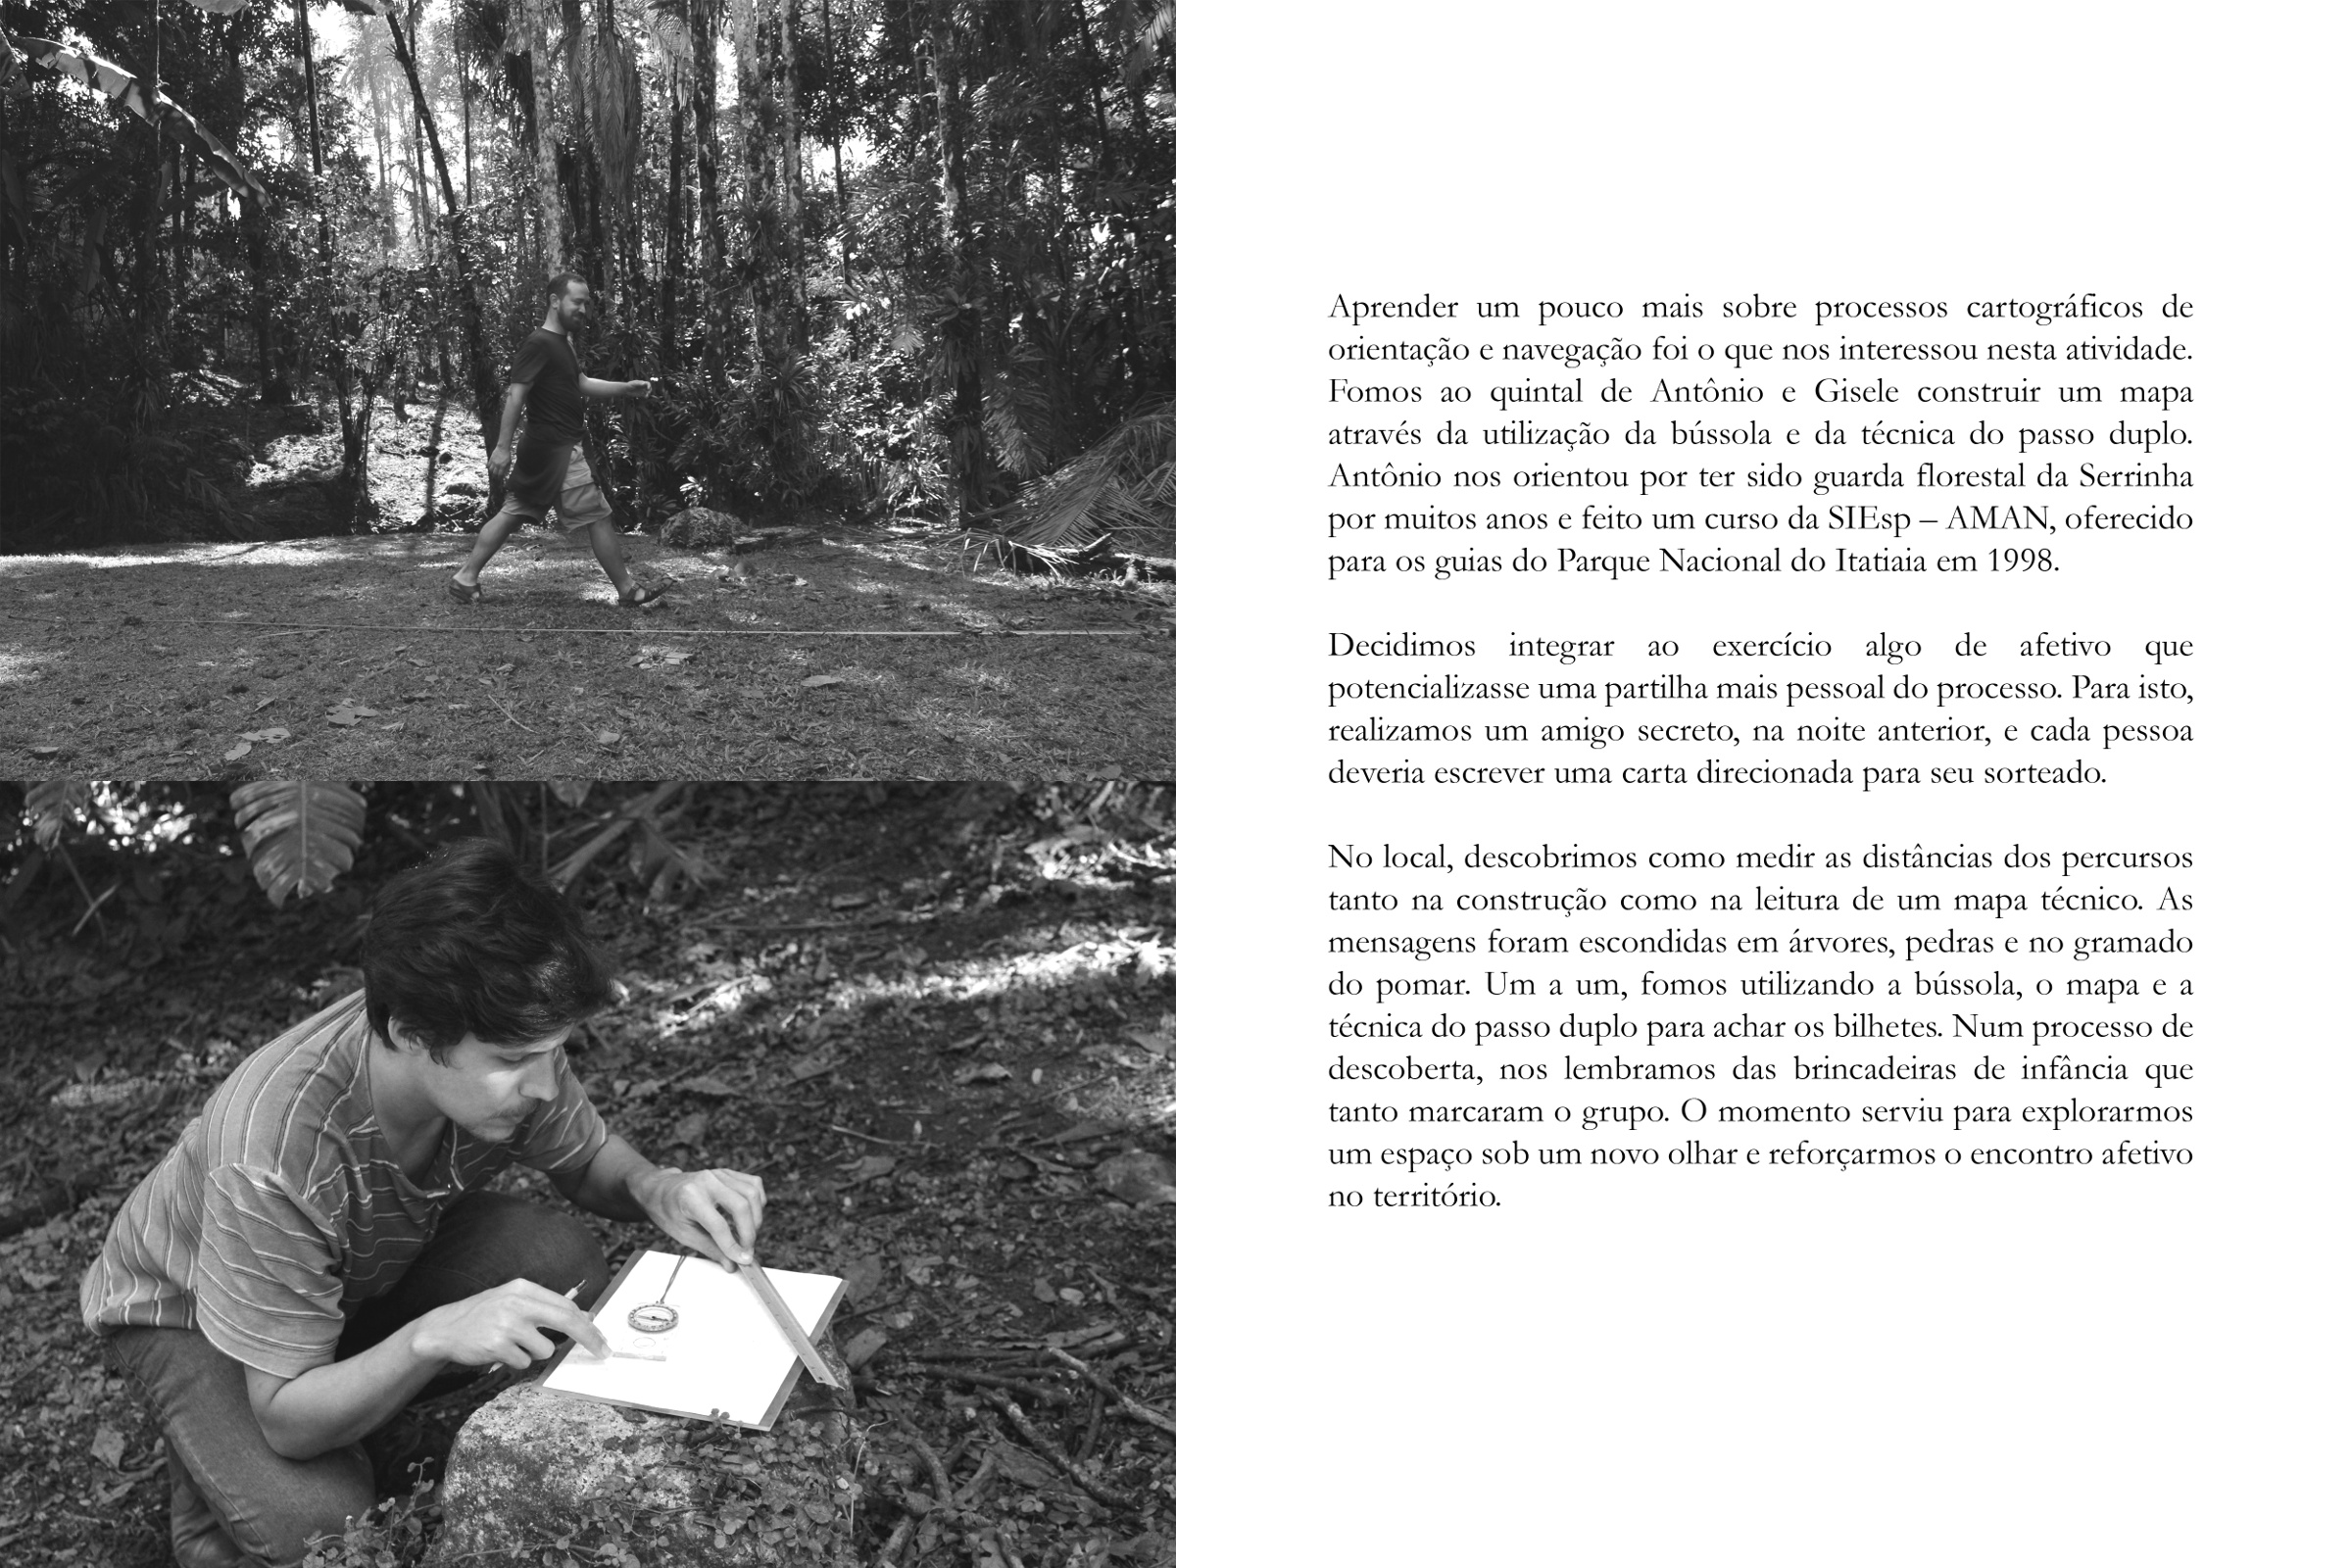 Aprender um pouco mais sobre processos cartográficos de
orientação e navegação foi o que nos interessou nesta atividade.
Fomos ao quintal de Antônio e Gisele construir um mapa
através da utilização da bússola e da técnica do passo duplo.
Antônio nos orientou por ter sido guarda florestal da Serrinha
por muitos anos e feito um curso da SIEsp – AMAN, oferecido
para os guias do Parque Nacional do Itatiaia em 1998.
Decidimos integrar ao exercício algo de afetivo que
potencializasse uma partilha mais pessoal do processo. Para isto,
realizamos um amigo secreto, na noite anterior, e cada pessoa
deveria escrever uma carta direcionada para seu sorteado.
No local, descobrimos como medir as distâncias dos percursos
tanto na construção como na leitura de um mapa técnico. As
mensagens foram escondidas em árvores, pedras e no gramado
do pomar. Um a um, fomos utilizando a bússola, o mapa e a
técnica do passo duplo para achar os bilhetes. Num processo de
descoberta, nos lembramos das brincadeiras de infância que
tanto marcaram o grupo. O momento serviu para explorarmos
um espaço sob um novo olhar e reforçarmos o encontro afetivo
no território.